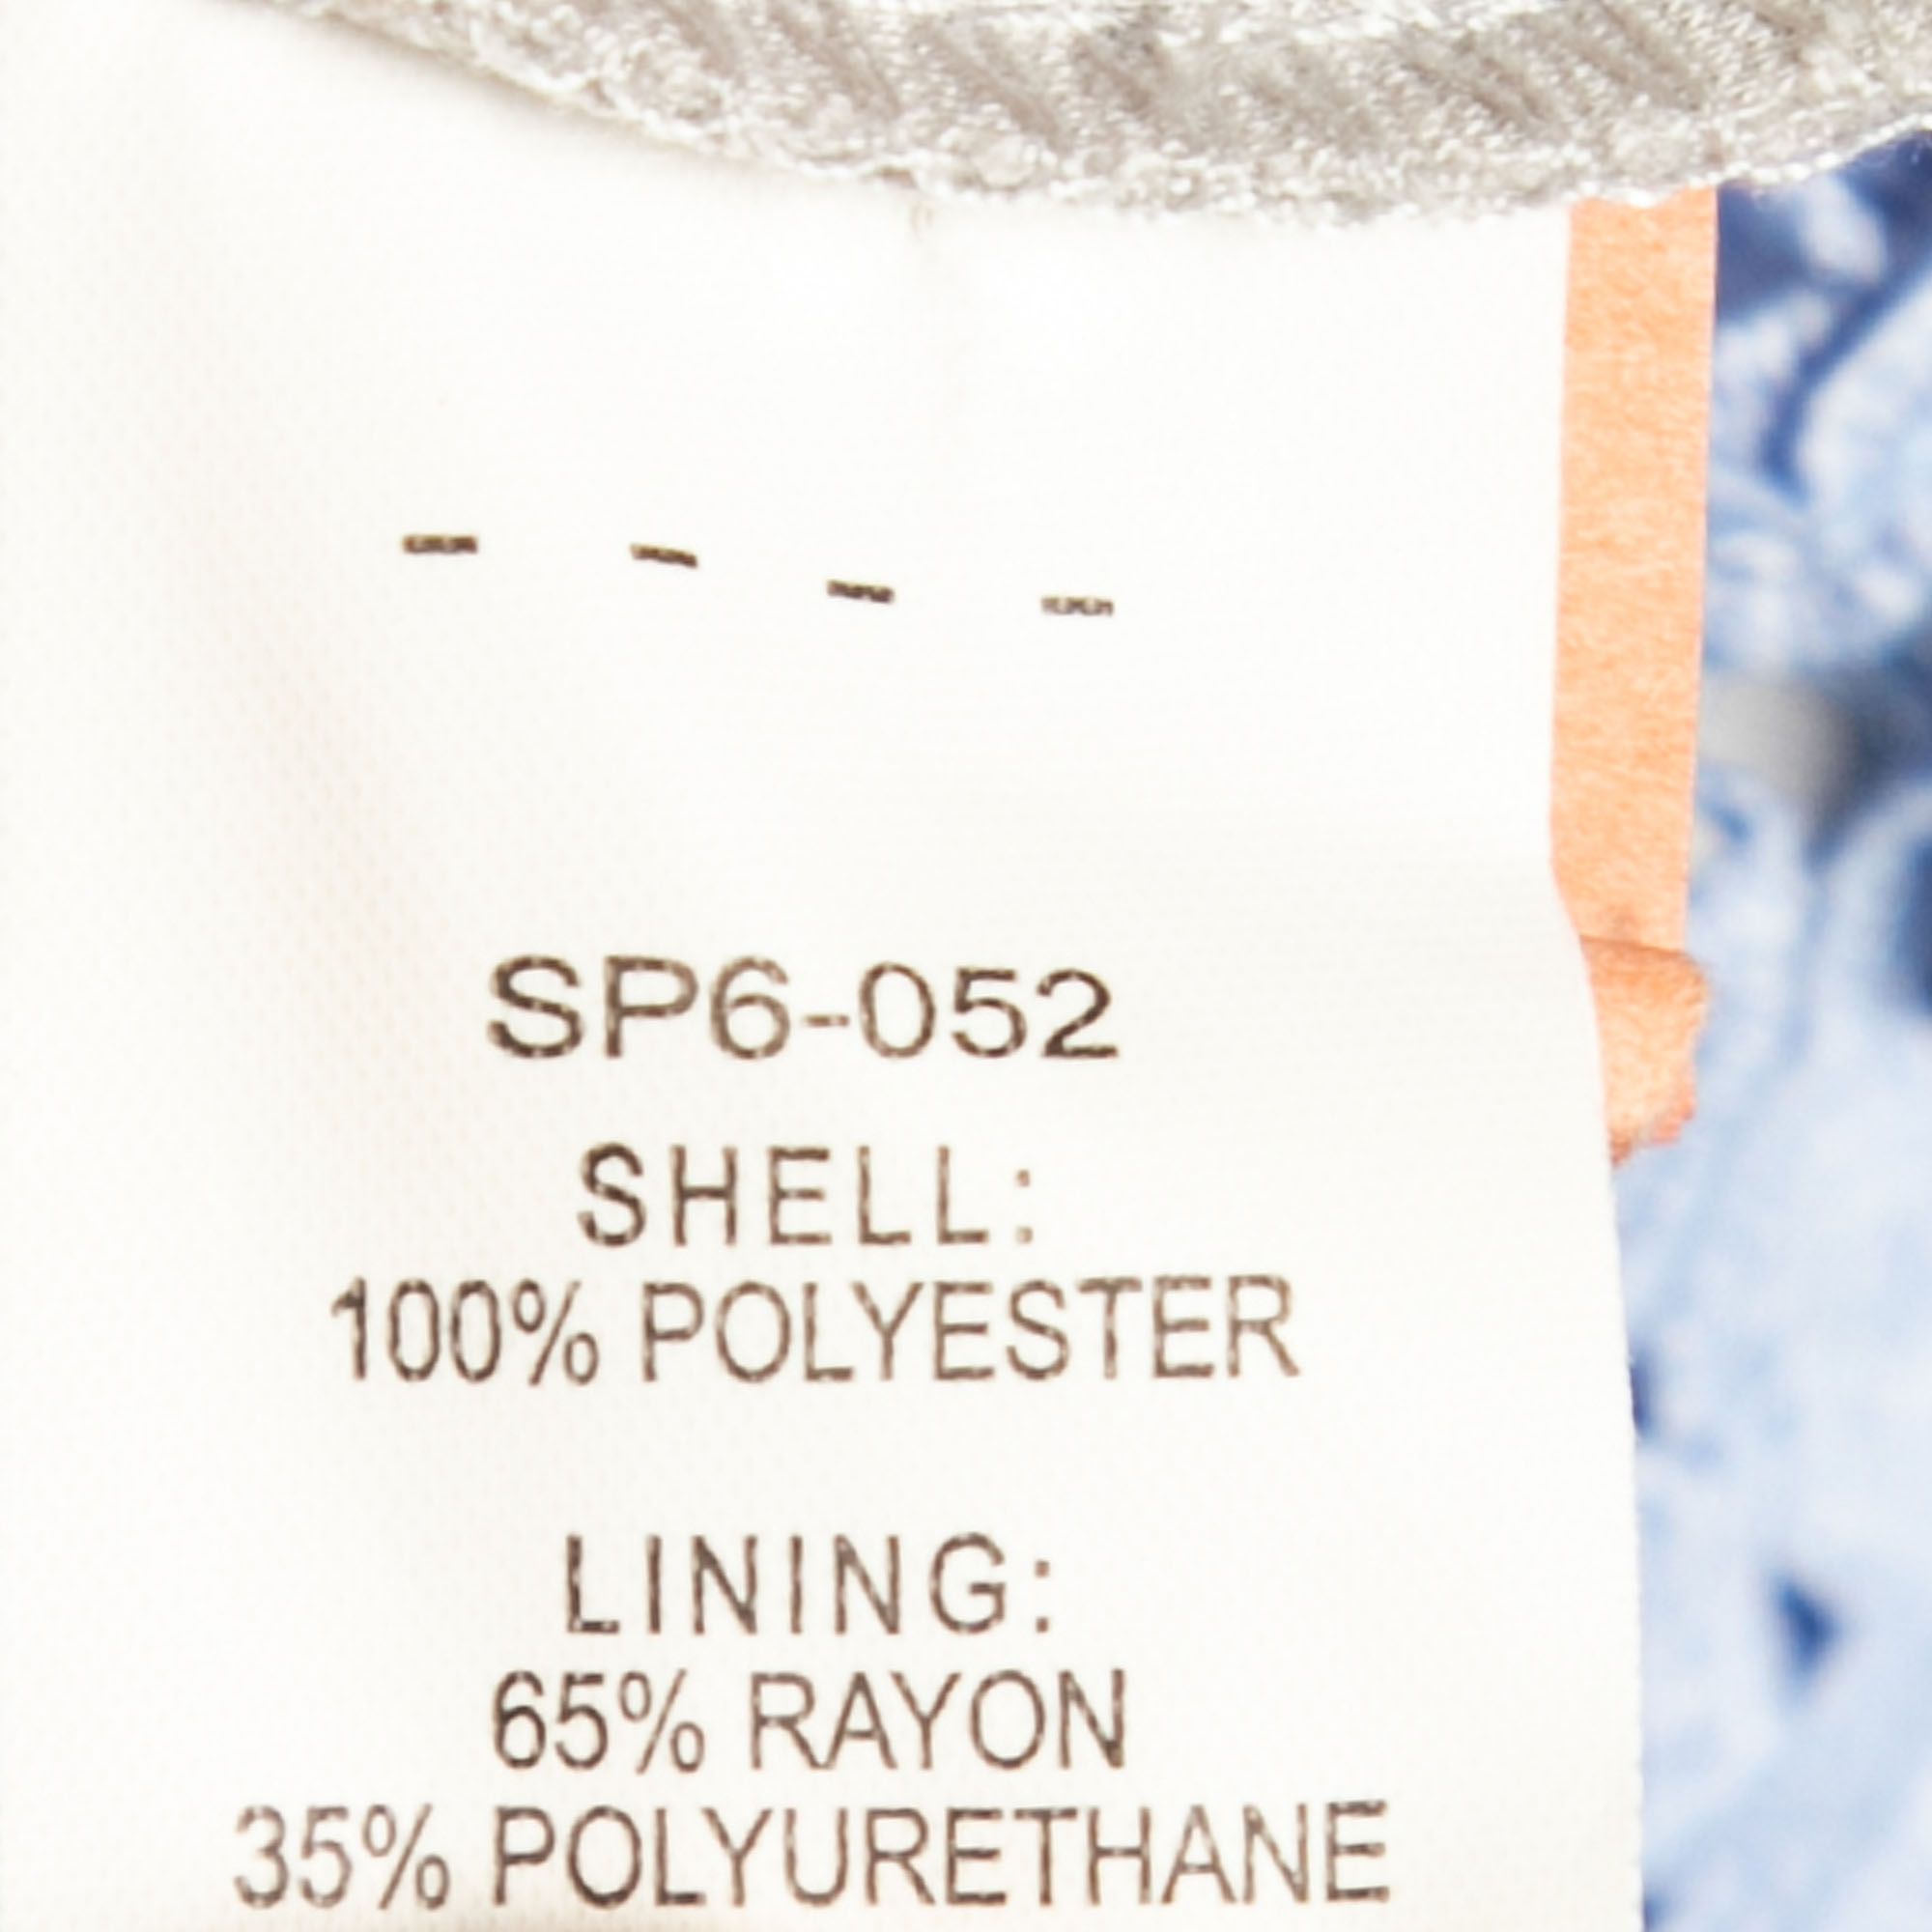 - - - -
SP6-052
SHELL:
100% POLYESTER
LINING:
65% RAYON
35% POLYURETHANE